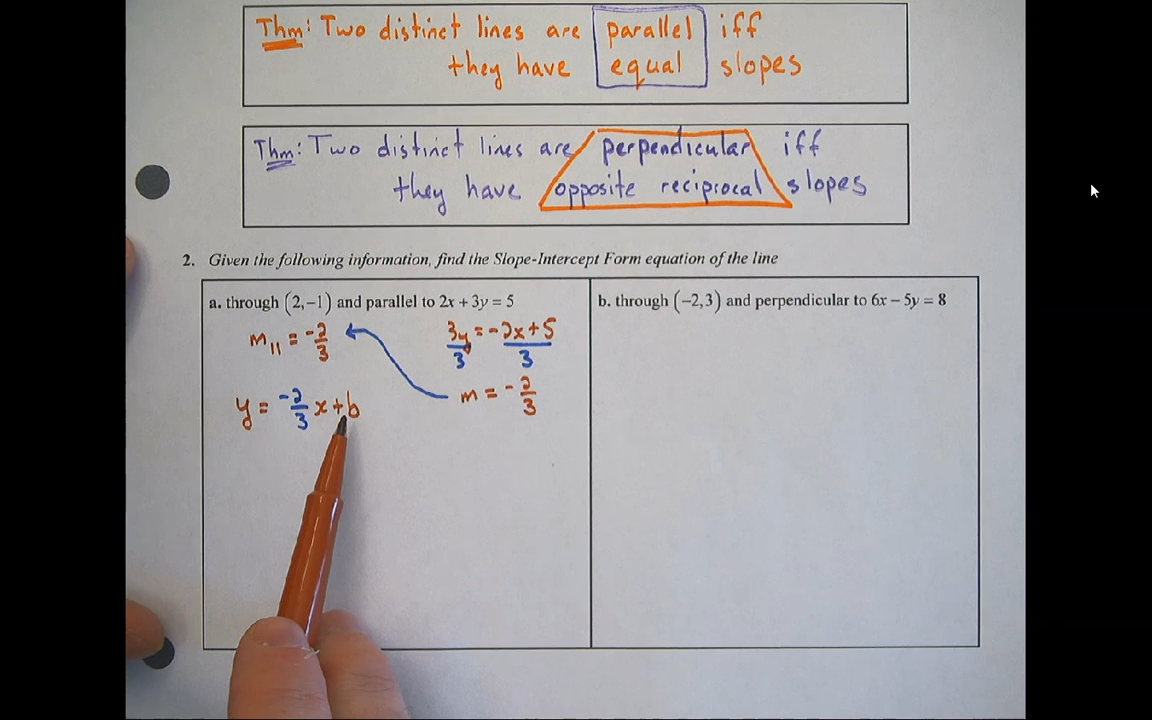 Thm: Two distinct lines are parallel iff
they have equal slopes
Thm: Two distinct lines are perpendicular iff
they have opposite reciprocal slopes
2. Given the following information, find the Slope-Intercept Form equation of the line
a. through (2,−1) and parallel to 2x + 3y = 5
m|| = -2/3
3y/3 = -2x+5/3
m = -2/3
y = -2/3 x + b
b. through (−2,3) and perpendicular to 6x − 5y = 8